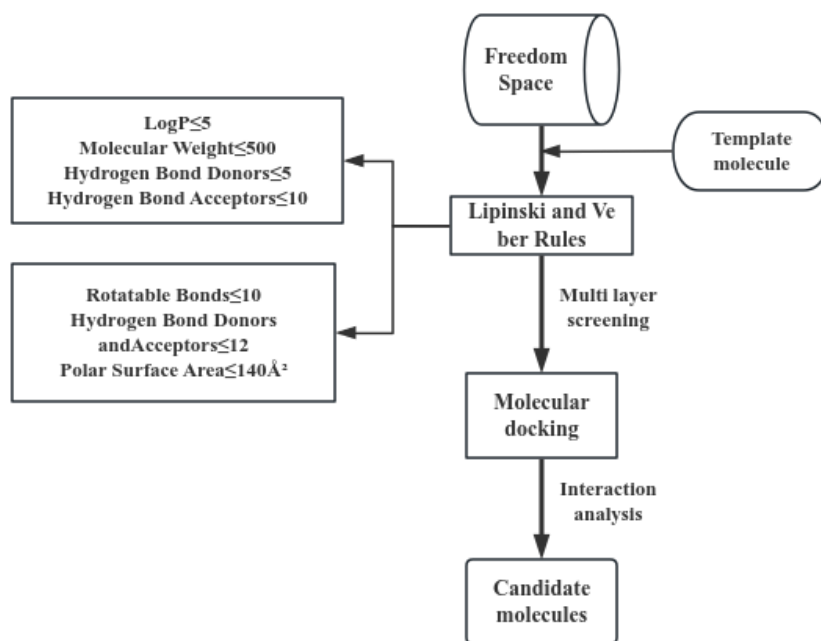 Freedom
Space
LogP≤5
Molecular Weight≤500
Hydrogen Bond Donors≤5
Hydrogen Bond Acceptors≤10
Template
molecule
Lipinski and Ve
ber Rules
Rotatable Bonds≤10
Hydrogen Bond Donors
andAcceptors≤12
Polar Surface Area≤140Å²
Multi layer
screening
Molecular
docking
Interaction
analysis
Candidate
molecules